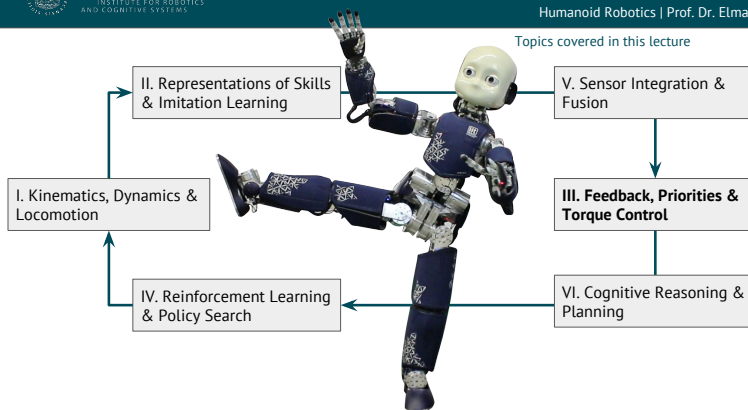 INSTITUTE FOR ROBOTICS
AND COGNITIVE SYSTEMS
Humanoid Robotics | Prof. Dr. Elma
Topics covered in this lecture
II. Representations of Skills
& Imitation Learning
V. Sensor Integration &
Fusion
I. Kinematics, Dynamics &
Locomotion
III. Feedback, Priorities &
Torque Control
IV. Reinforcement Learning
& Policy Search
VI. Cognitive Reasoning &
Planning